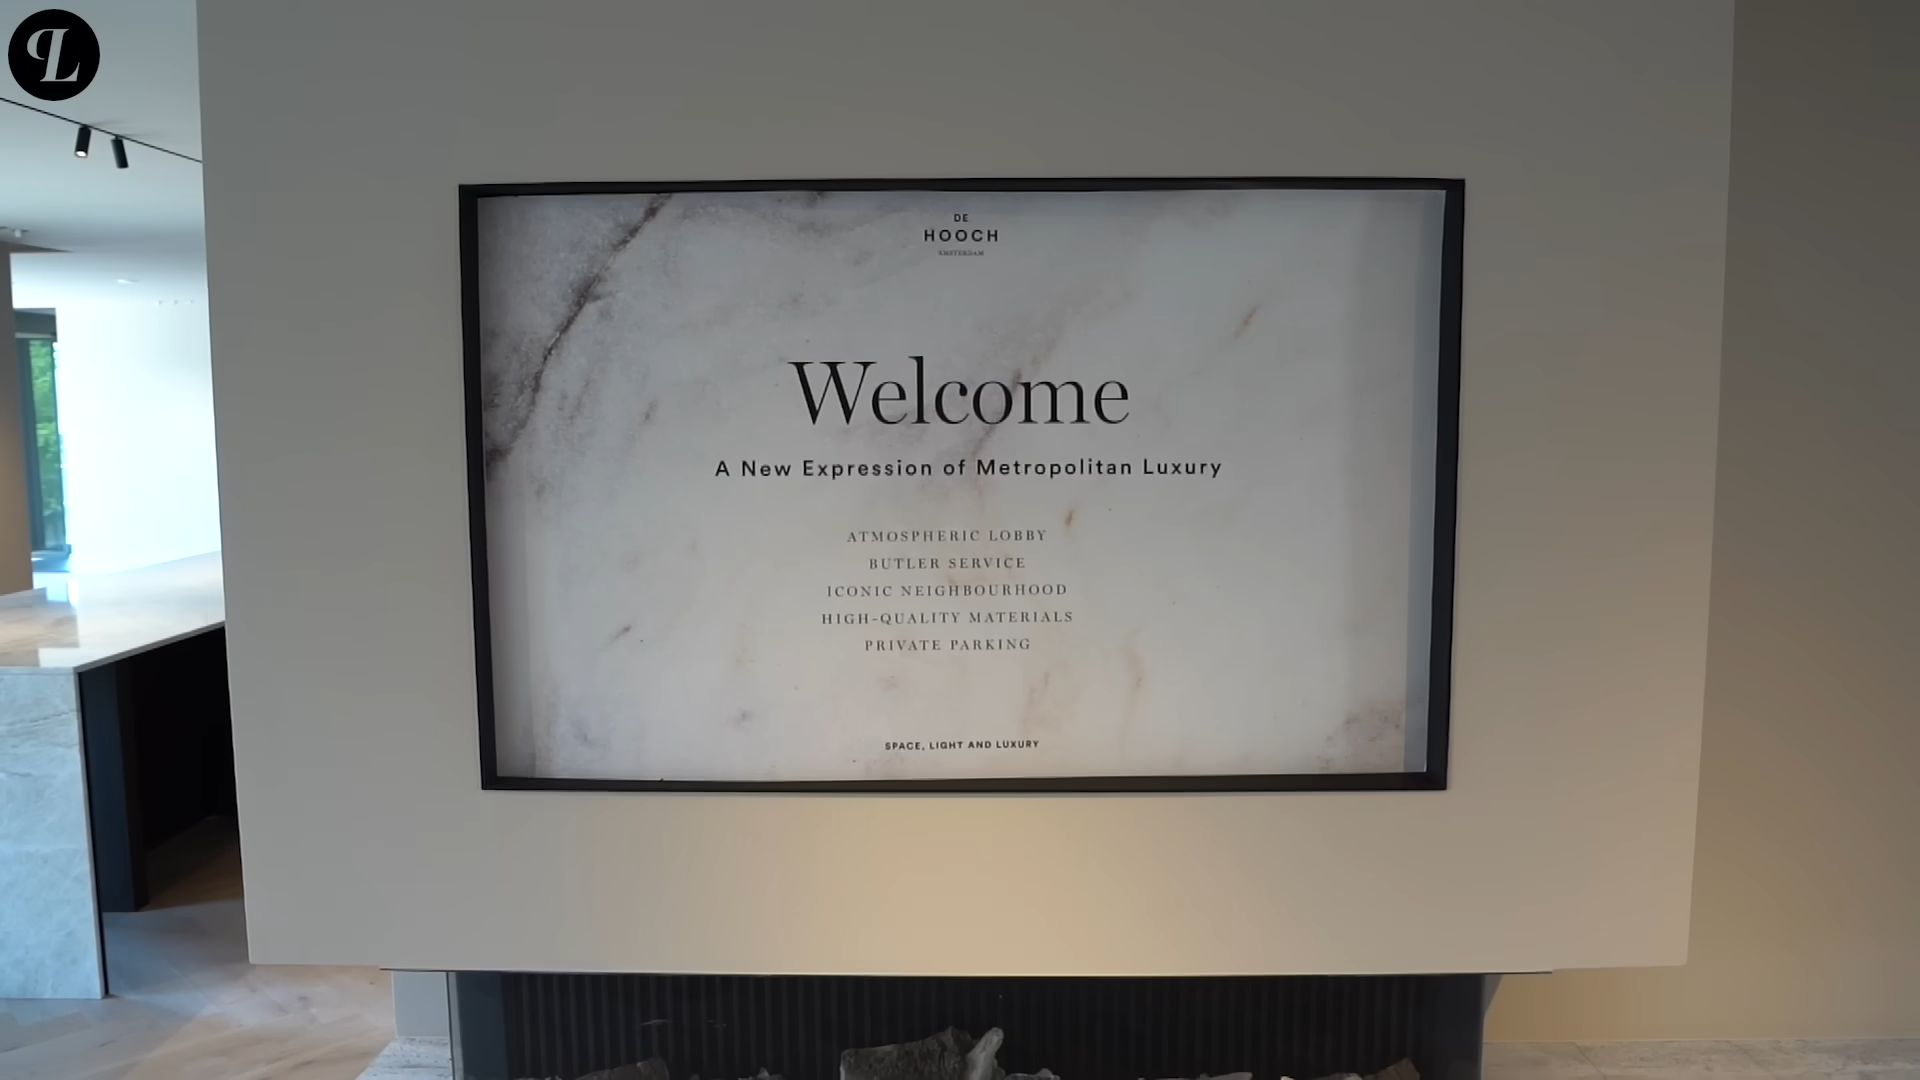 L
DE
HOOCH
AMSTERDAM
Welcome
A New Expression of Metropolitan Luxury
ATMOSPHERIC LOBBY
BUTLER SERVICE
ICONIC NEIGHBOURHOOD
HIGH-QUALITY MATERIALS
PRIVATE PARKING
SPACE, LIGHT AND LUXURY